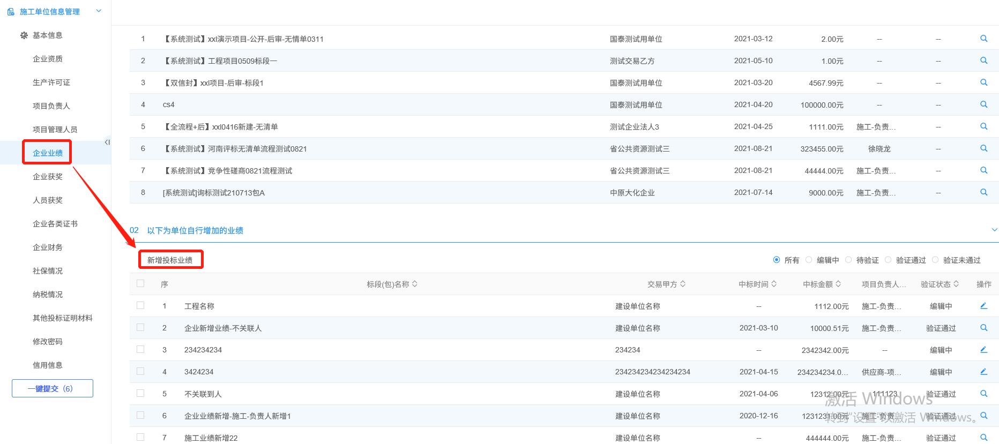 施工单位信息管理
基本信息
企业资质
生产许可证
项目负责人
项目管理人员
企业业绩
企业获奖
人员获奖
企业各类证书
企业财务
社保情况
纳税情况
其他投标证明材料
修改密码
信用信息
一键提交（6）
1 【系统测试】xxl演示项目-公开-后审-无情单0311 国泰测试用单位 2021-03-12 2.00元 -- --
2 【系统测试】工程项目0509标段一 测试交易乙方 2021-05-10 1.00元 -- --
3 【双信封】xxl项目-后审-标段1 国泰测试用单位 2021-03-20 4567.99元 -- --
4 cs4 国泰测试用单位 2021-04-20 100000.00元 -- --
5 【全流程+后】xxl0416新建-无清单 测试企业法人3 2021-04-25 1111.00元 施工-负责... --
6 【系统测试】河南评标无清单流程测试0821 省公共资源测试三 2021-08-21 323455.00元 徐晓龙 --
7 【系统测试】竞争性磋商0821流程测试 省公共资源测试三 2021-08-21 44444.00元 施工-负责... --
8 [系统测试]询标测试210713包A 中原大化企业 2021-07-14 9000.00元 施工-负责... --
02 以下为单位自行增加的业绩
新增投标业绩 所有 编辑中 待验证 验证通过 验证未通过
序 标段(包)名称 交易甲方 中标时间 中标金额 项目负责人... 验证状态 操作
1 工程名称 建设单位名称 -- 1112.00元 施工-负责... 编辑中
2 企业新增业绩-不关联人 建设单位名称 2021-03-10 10000.51元 施工-负责... 验证通过
3 234234234 234234 -- 2342342.00元 -- 编辑中
4 3424234 234234234234234234 2021-04-15 234234234.0... 供应商-项... 编辑中
5 不关联到人 建设单位名称 2021-04-06 12312.00元 111123 验证通过
6 企业业绩新增-施工-负责人新增1 建设单位名称 2020-12-16 1231231.00元 施工-负责... 验证通过
7 施工业绩新增22 建设单位名称 -- 444444.00元 施工-负责... 验证通过
激活 Windows
转到"设置"以激活 Windows。